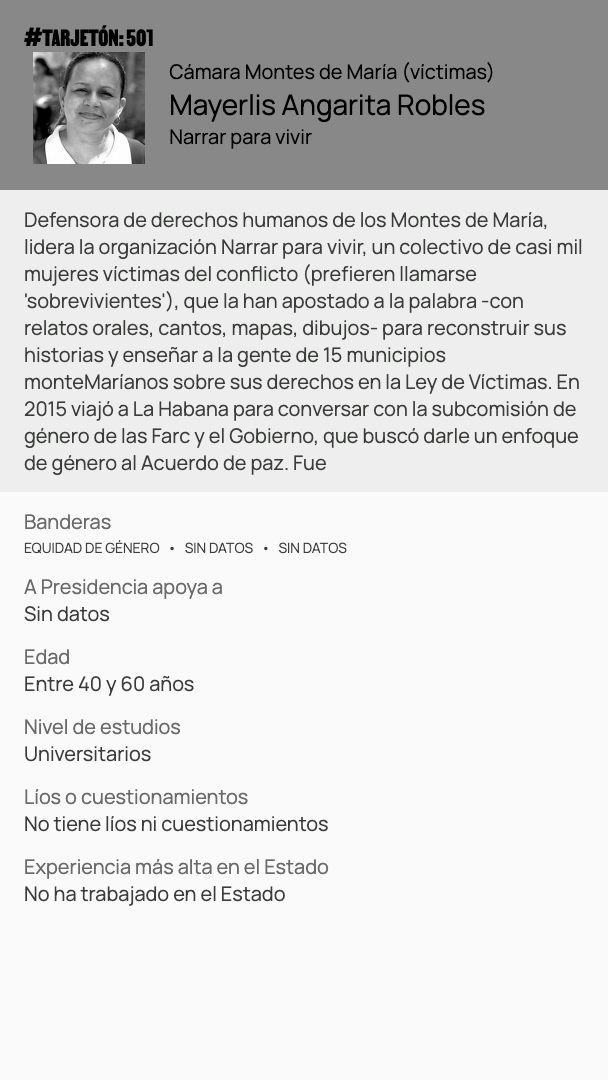 #TARJETÓN: 501
Cámara Montes de María (víctimas)
Mayerlis Angarita Robles
Narrar para vivir
Defensora de derechos humanos de los Montes de María,
lidera la organización Narrar para vivir, un colectivo de casi mil
mujeres víctimas del conflicto (prefieren llamarse
'sobrevivientes'), que la han apostado a la palabra -con
relatos orales, cantos, mapas, dibujos- para reconstruir sus
historias y enseñar a la gente de 15 municipios
monteMaríanos sobre sus derechos en la Ley de Víctimas. En
2015 viajó a La Habana para conversar con la subcomisión de
género de las Farc y el Gobierno, que buscó darle un enfoque
de género al Acuerdo de paz. Fue
Banderas
EQUIDAD DE GÉNERO • SIN DATOS • SIN DATOS
A Presidencia apoya a
Sin datos
Edad
Entre 40 y 60 años
Nivel de estudios
Universitarios
Líos o cuestionamientos
No tiene líos ni cuestionamientos
Experiencia más alta en el Estado
No ha trabajado en el Estado